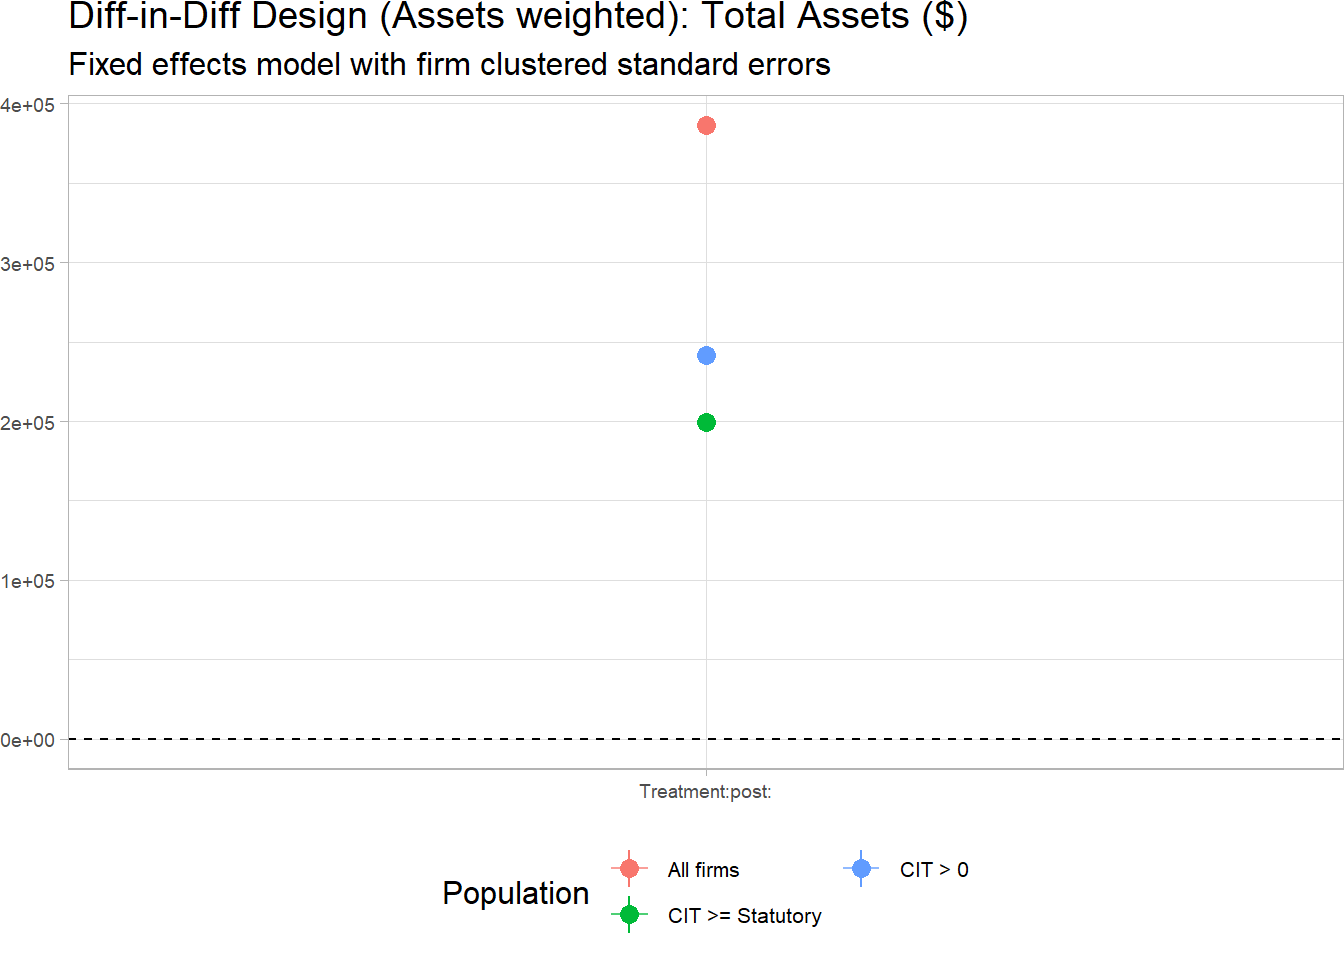 Diff-in-Diff Design (Assets weighted): Total Assets ($)
Fixed effects model with firm clustered standard errors
4e+05
3e+05
2e+05
1e+05
0e+00
Treatment:post:
Population
All firms
CIT > 0
CIT >= Statutory